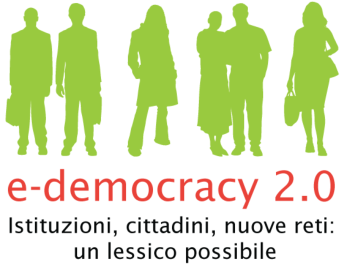 e-democracy 2.0
Istituzioni, cittadini, nuove reti:
un lessico possibile